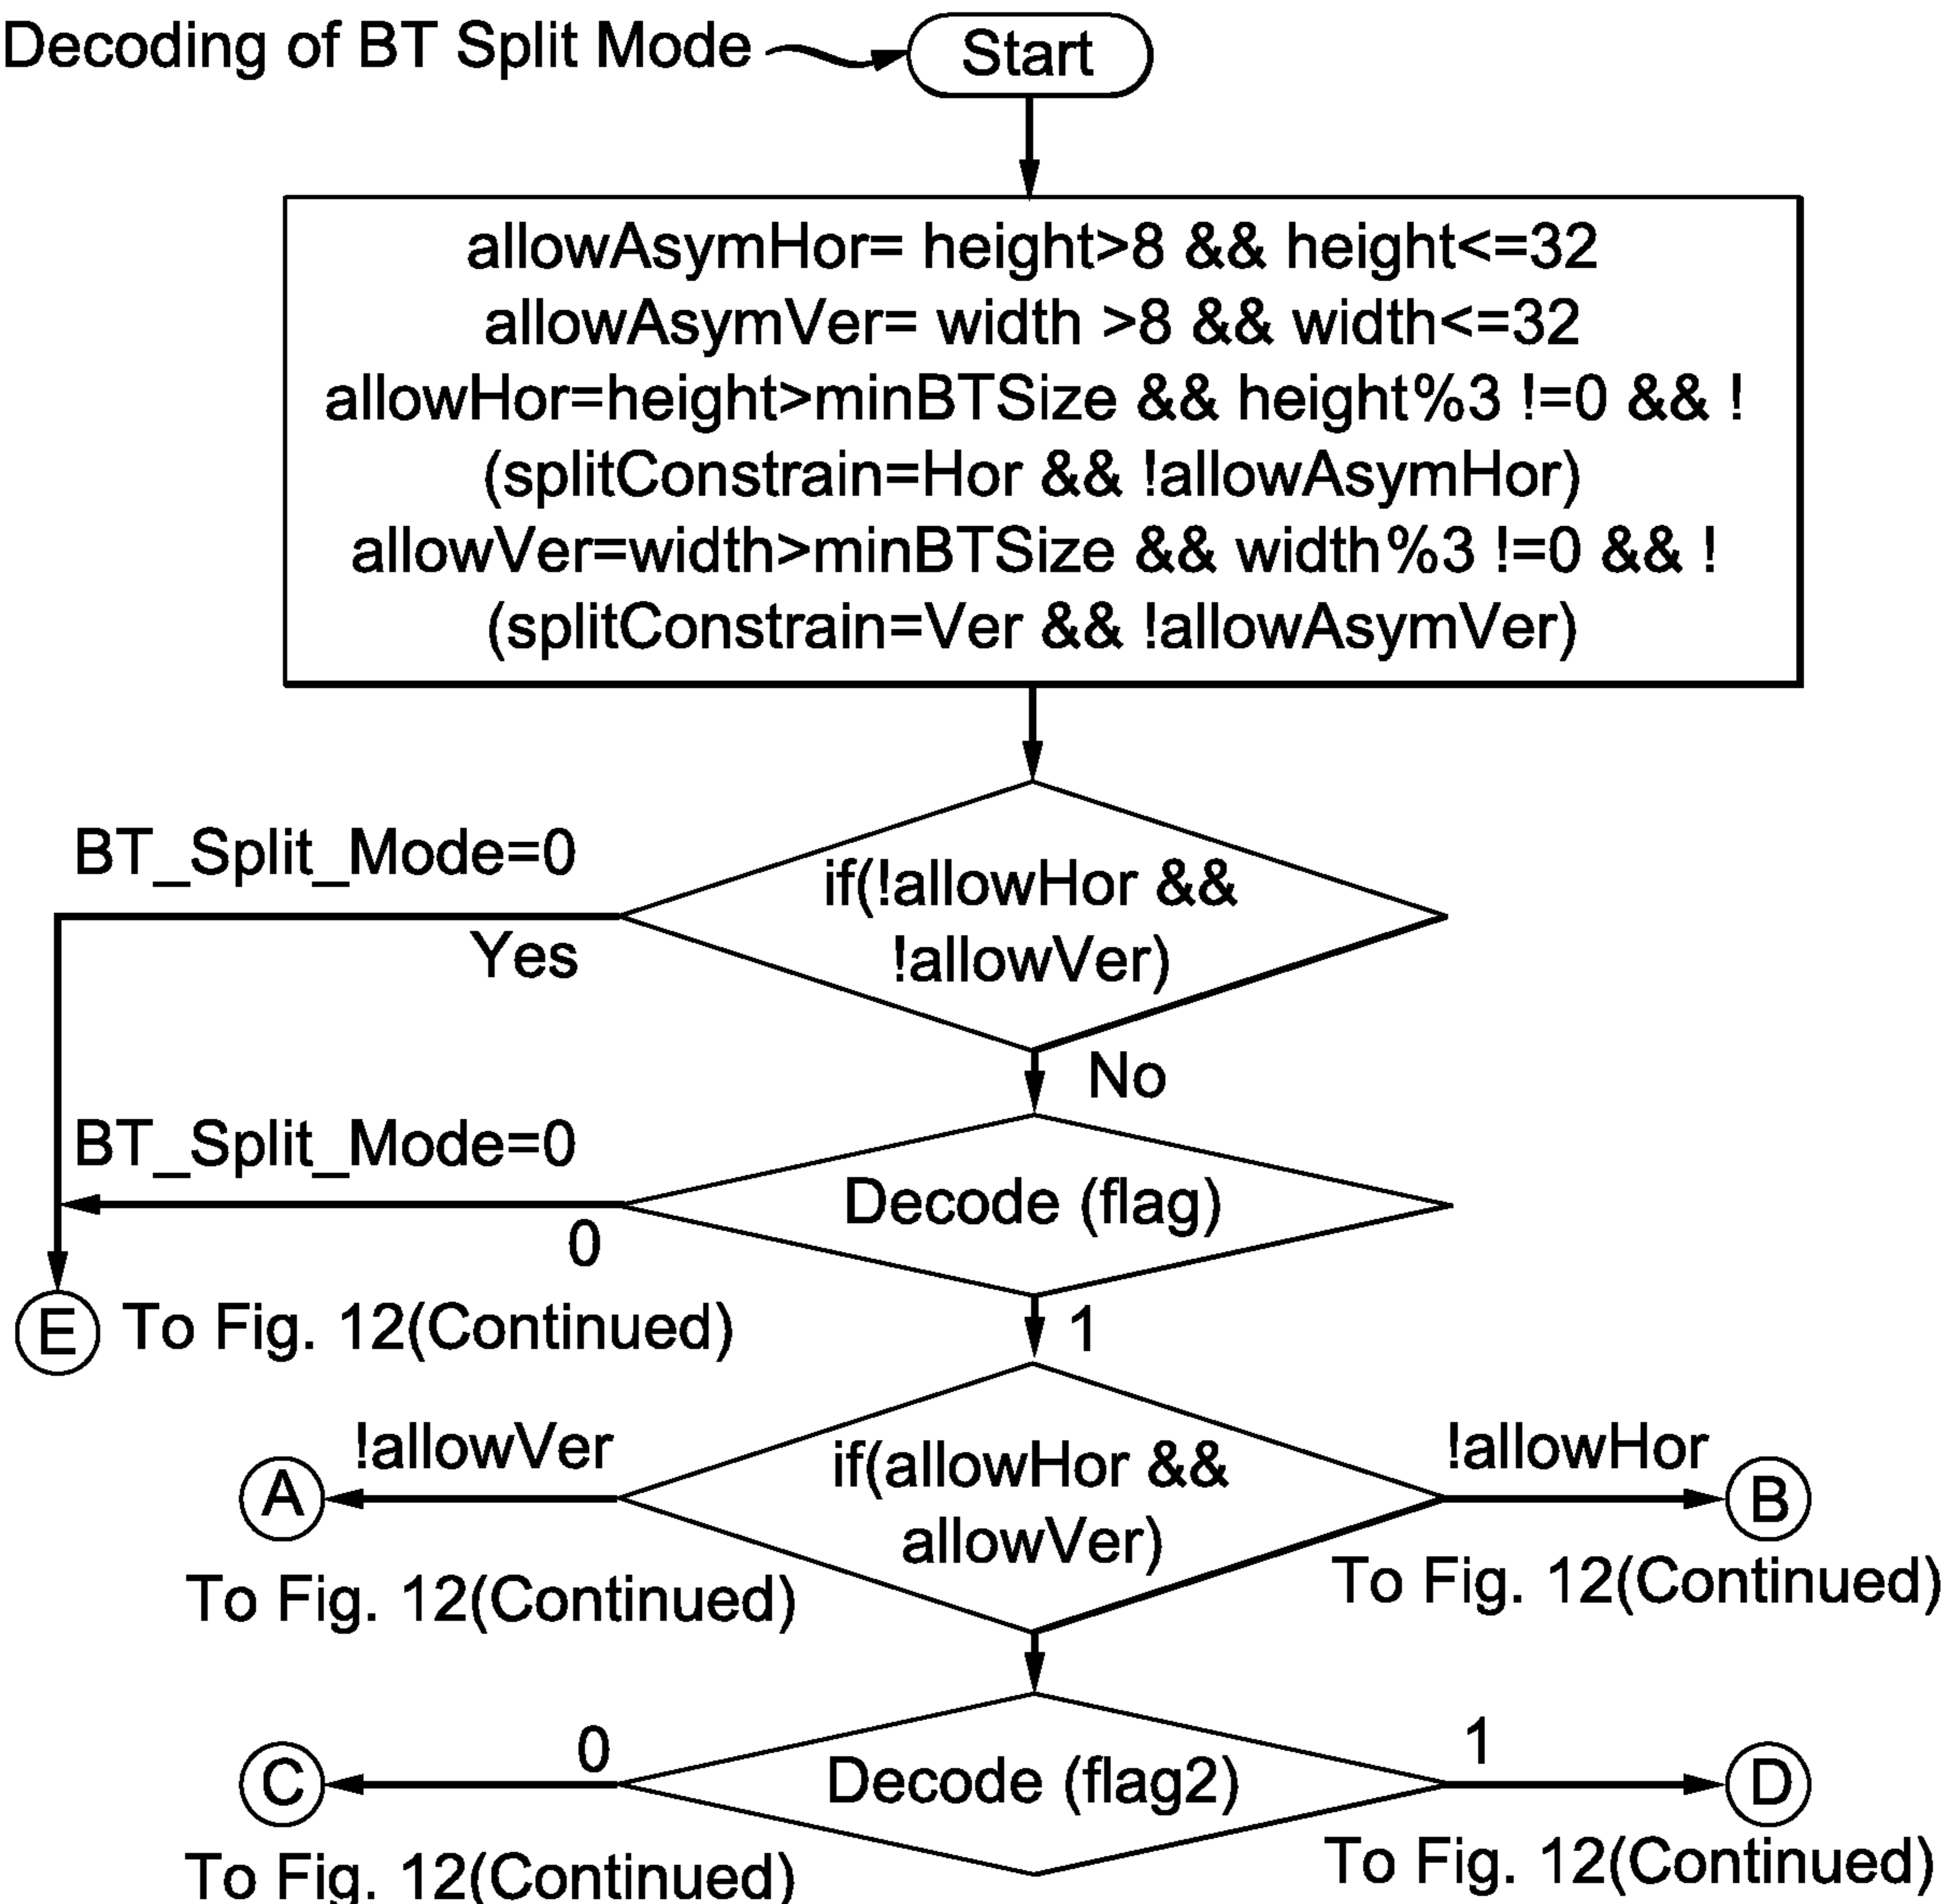 Decoding of BT Split Mode
Start
allowAsymHor= height>8 && height<=32
allowAsymVer= width >8 && width<=32
allowHor=height>minBTSize && height%3 !=0 && !
(splitConstrain=Hor && !allowAsymHor)
allowVer=width>minBTSize && width%3 !=0 && !
(splitConstrain=Ver && !allowAsymVer)
BT_Split_Mode=0
if(!allowHor &&
!allowVer)
Yes
No
BT_Split_Mode=0
Decode (flag)
0
1
E
To Fig. 12(Continued)
!allowVer
if(allowHor &&
allowVer)
!allowHor
A
B
To Fig. 12(Continued)
To Fig. 12(Continued)
0
1
C
Decode (flag2)
D
To Fig. 12(Continued)
To Fig. 12(Continued)